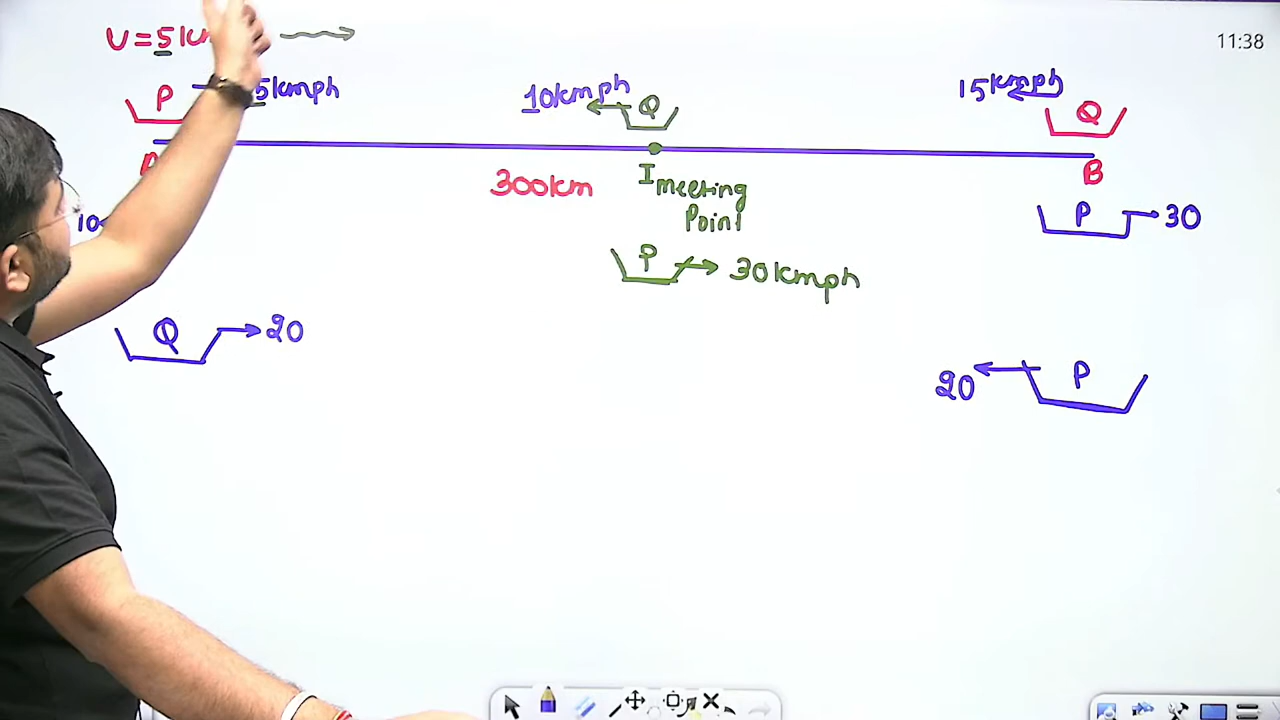 U = 5 k
11:38
P
5kmph
10kmph
Q
15kmph
Q
300km
I meeting
Point
B
10
P
30
P
30kmph
Q
20
20
P